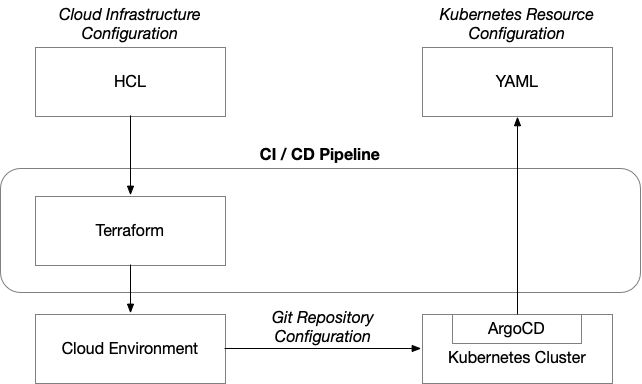 Cloud Infrastructure
Configuration
Kubernetes Resource
Configuration
HCL
YAML
CI / CD Pipeline
Terraform
Git Repository
Configuration
Cloud Environment
ArgoCD
Kubernetes Cluster